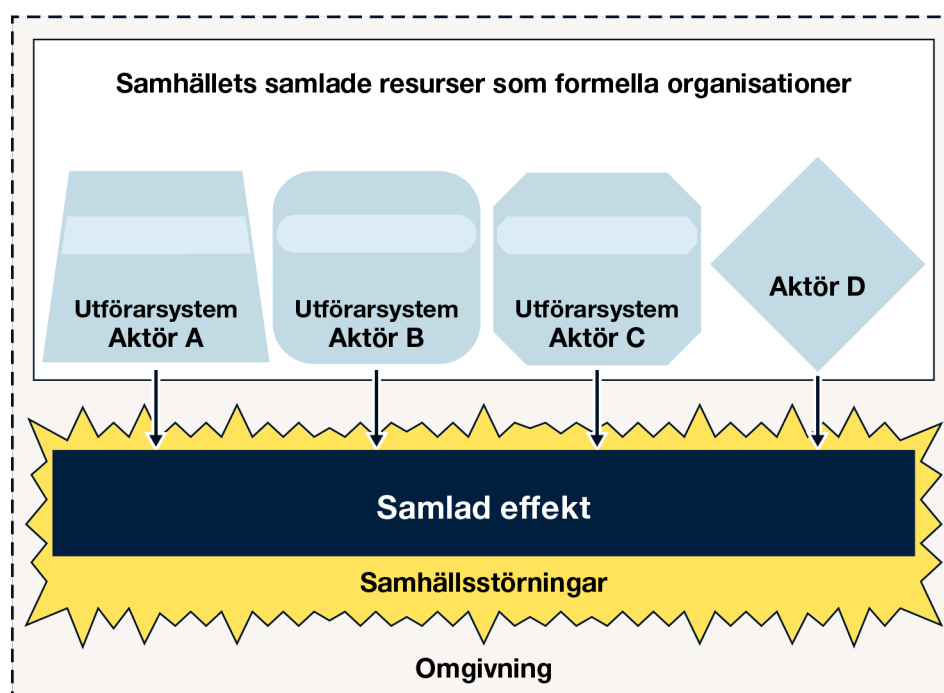 Samhällets samlade resurser som formella organisationer
Utförarsystem
Aktör A
Utförarsystem
Aktör B
Utförarsystem
Aktör C
Aktör D
Samlad effekt
Samhällsstörningar
Omgivning